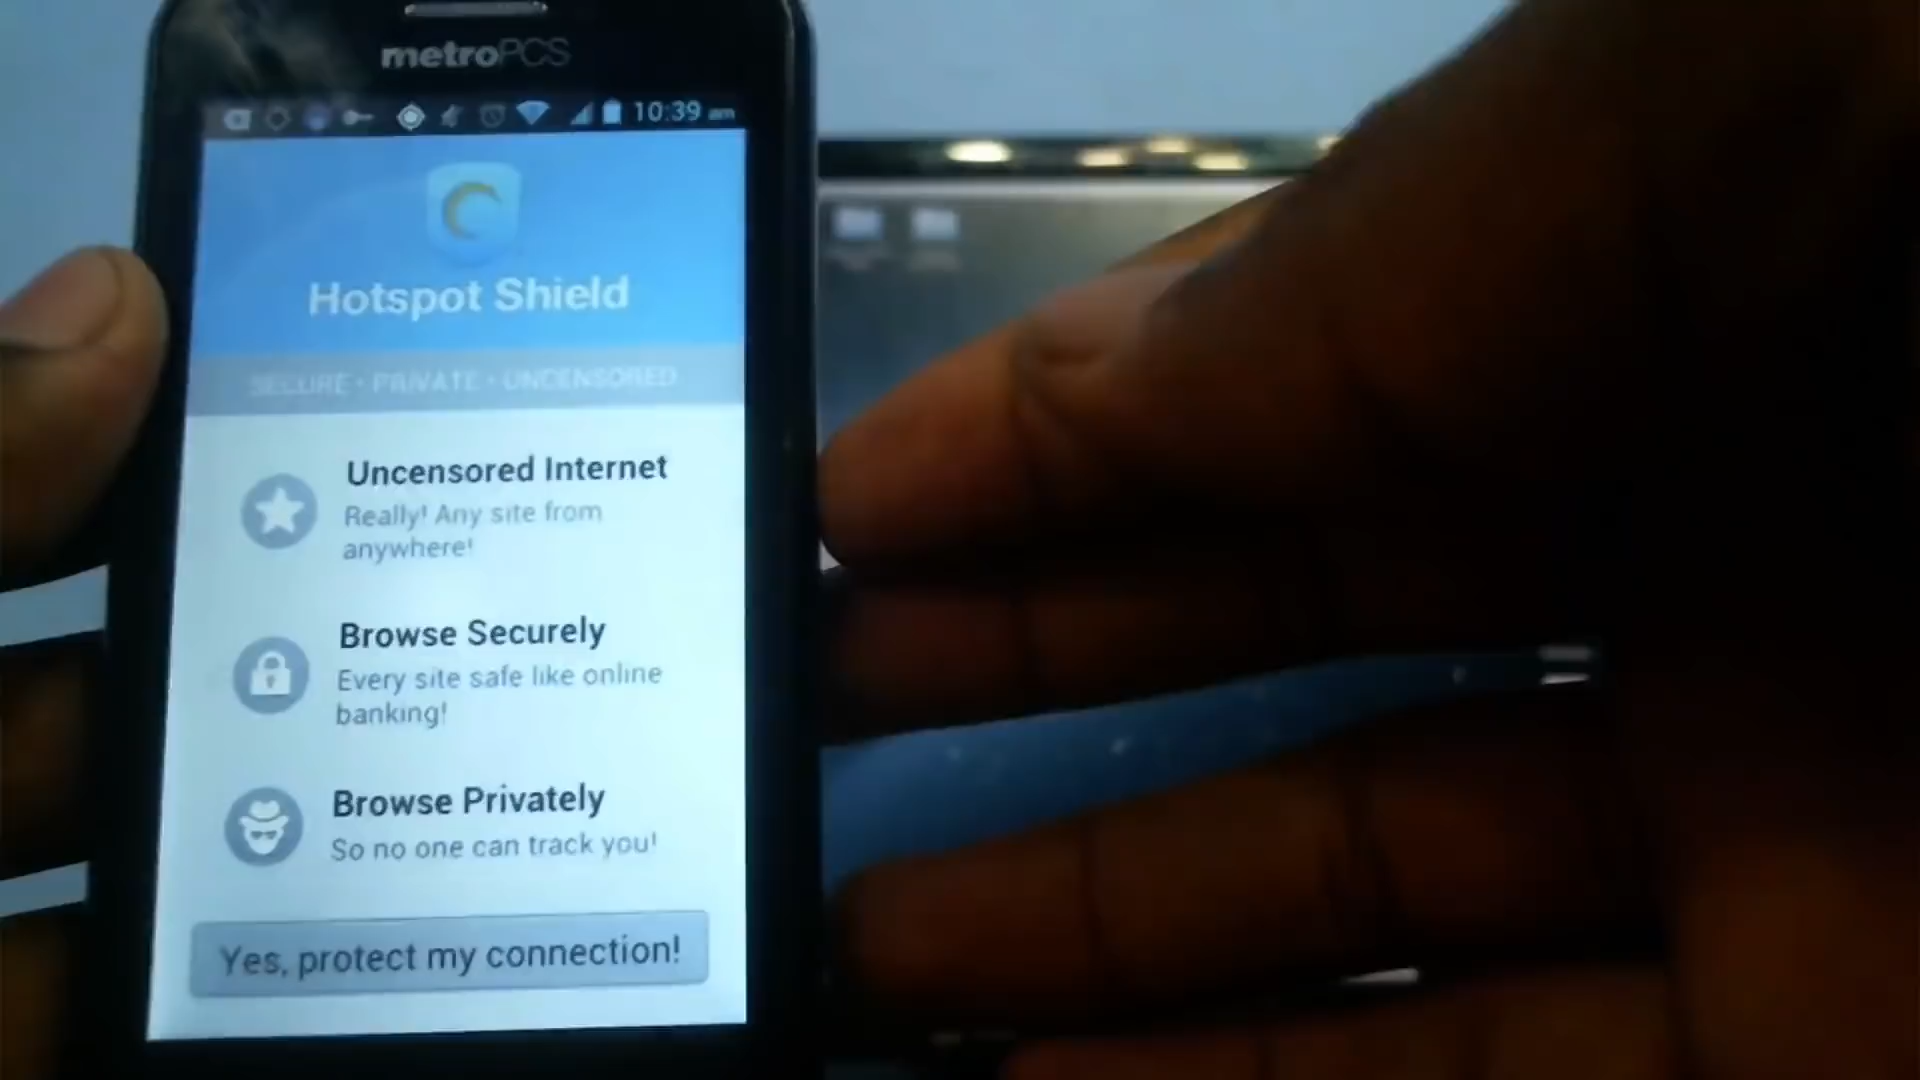 metroPCS
10:39 am
Hotspot Shield
SECURE • PRIVATE • UNCENSORED
Uncensored Internet
Really! Any site from
anywhere!
Browse Securely
Every site safe like online
banking!
Browse Privately
So no one can track you!
Yes, protect my connection!